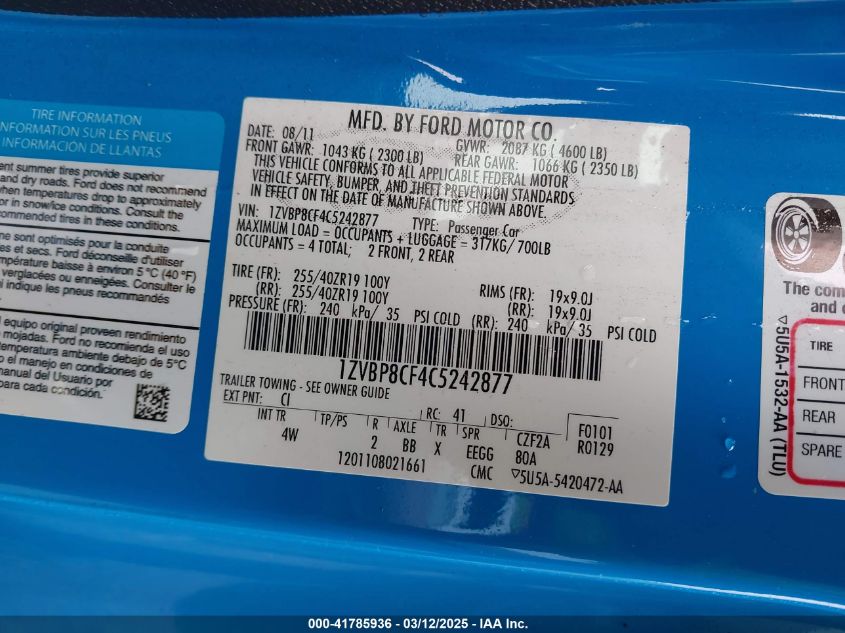 TIRE INFORMATION
INFORMATION SUR LES PNEUS
INFORMACIÓN DE LLANTAS
ent summer tires provide superior
and dry roads. Ford does not recommend
when temperatures drop to approximately
or in snow/ice conditions. Consult the
commended tires in these conditions.
ne sont optimisés pour la conduite
es et secs. Ford déconseille d'utiliser
température baisse à environ 5 °C (40 °F)
ou enneigées. Consulter le
i indique les pneus recommandés
l equipo original proveen rendimiento
mojadas. Ford no recomienda el uso
temperatura ambiente debajo de 5°C
o el manejo en condiciones de
manual del Usuario por
en estas condiciones.
MFD. BY FORD MOTOR CO.
DATE: 08/11 GVWR: 2087 KG ( 4600 LB)
FRONT GAWR: 1043 KG ( 2300 LB) REAR GAWR: 1066 KG ( 2350 LB)
THIS VEHICLE CONFORMS TO ALL APPLICABLE FEDERAL MOTOR
VEHICLE SAFETY, BUMPER, AND THEFT PREVENTION STANDARDS
IN EFFECT ON THE DATE OF MANUFACTURE SHOWN ABOVE.
VIN: 1ZVBP8CF4C5242877 TYPE: Passenger Car
MAXIMUM LOAD = OCCUPANTS + LUGGAGE = 317KG/ 700LB
OCCUPANTS = 4 TOTAL; 2 FRONT, 2 REAR
TIRE (FR): 255/40ZR19 100Y RIMS (FR): 19x9.0J
(RR): 255/40ZR19 100Y (RR): 19x9.0J
PRESSURE (FR): 240 kPa/ 35 PSI COLD (RR): 240 kPa/ 35 PSI COLD
1ZVBP8CF4C5242877
TRAILER TOWING - SEE OWNER GUIDE
EXT PNT: CI RC: 41 DSO: F0101
INT TR TP/PS R AXLE TR SPR CZF2A R0129
4W 2 BB X EEGG 80A
1201108021661 CMC ▽5U5A-5420472-AA
The com
and c
TIRE
FRONT
REAR
SPARE
▽5U5A-1532-AA (TLU)
000-41785936 - 03/12/2025 - IAA Inc.